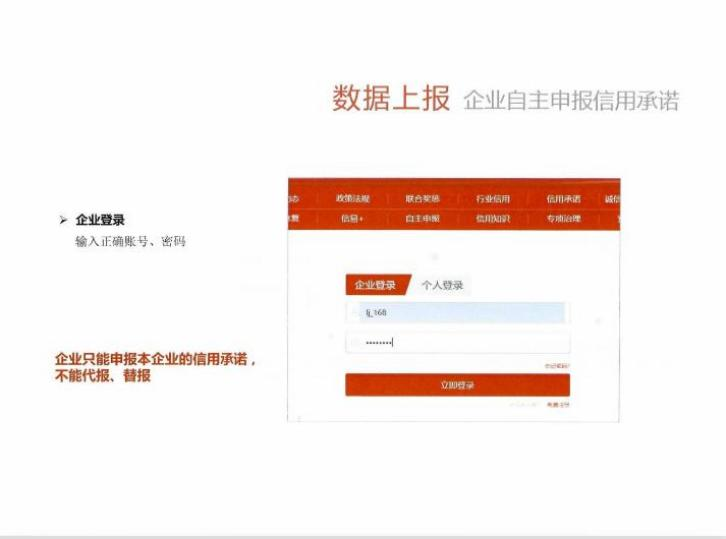 数据上报 企业自主申报信用承诺
➢ 企业登录
输入正确账号、密码
企业只能申报本企业的信用承诺，
不能代报、替报
政策法规 联合奖惩 行业信用 信用承诺 诚信
信息+ 自主申报 信用知识 专项治理
企业登录 个人登录
lj_168
••••••••
忘记密码?
立即登录
免费注册